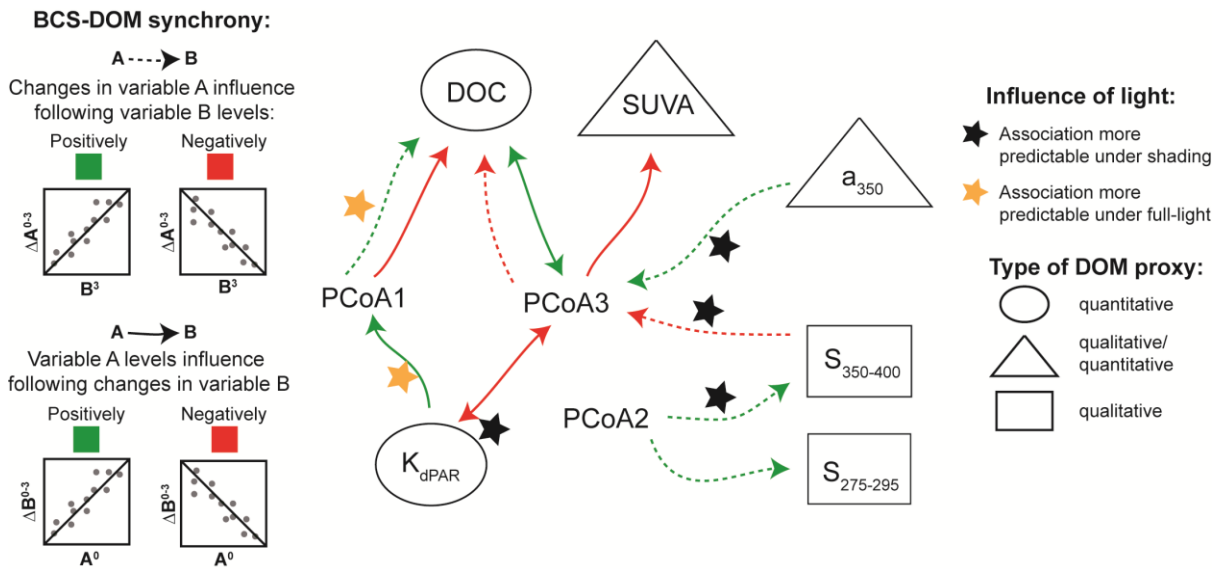 BCS-DOM synchrony:
A B
Changes in variable A influence
following variable B levels:
Positively Negatively
ΔA⁰⁻³ ΔA⁰⁻³
B³ B³
A B
Variable A levels influence
following changes in variable B
Positively Negatively
ΔB⁰⁻³ ΔB⁰⁻³
A⁰ A⁰
DOC
SUVA
a₃₅₀
PCoA1
PCoA3
S₃₅₀₋₄₀₀
PCoA2
K_dPAR
S₂₇₅₋₂₉₅
Influence of light:
Association more
predictable under shading
Association more
predictable under full-light
Type of DOM proxy:
quantitative
qualitative/
quantitative
qualitative